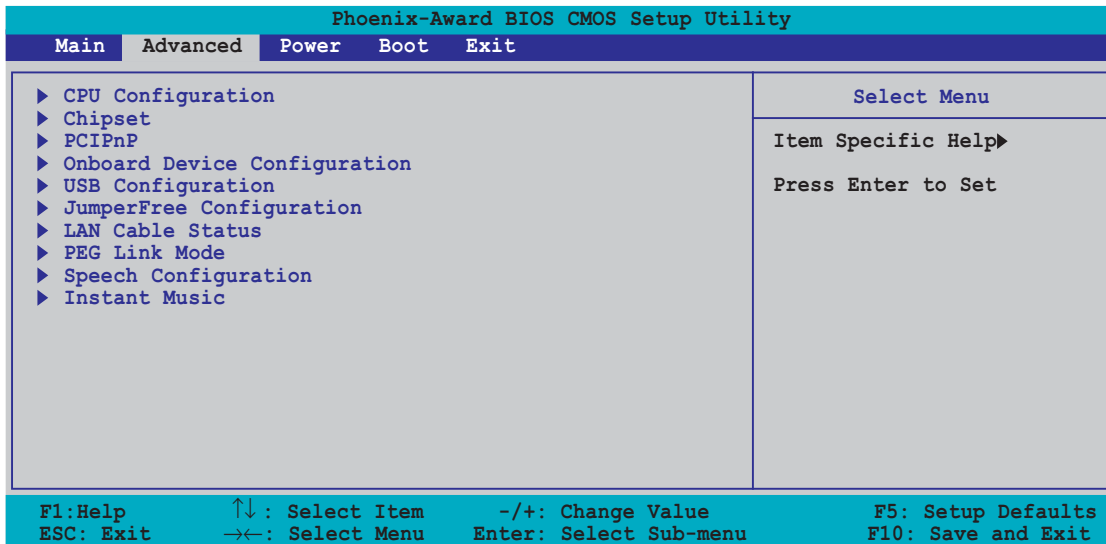 Phoenix-Award BIOS CMOS Setup Utility
Main Advanced Power Boot Exit
CPU Configuration
Chipset
PCIPnP
Onboard Device Configuration
USB Configuration
JumperFree Configuration
LAN Cable Status
PEG Link Mode
Speech Configuration
Instant Music
Select Menu
Item Specific Help
Press Enter to Set
F1:Help ↑↓: Select Item -/+: Change Value F5: Setup Defaults
ESC: Exit →←: Select Menu Enter: Select Sub-menu F10: Save and Exit